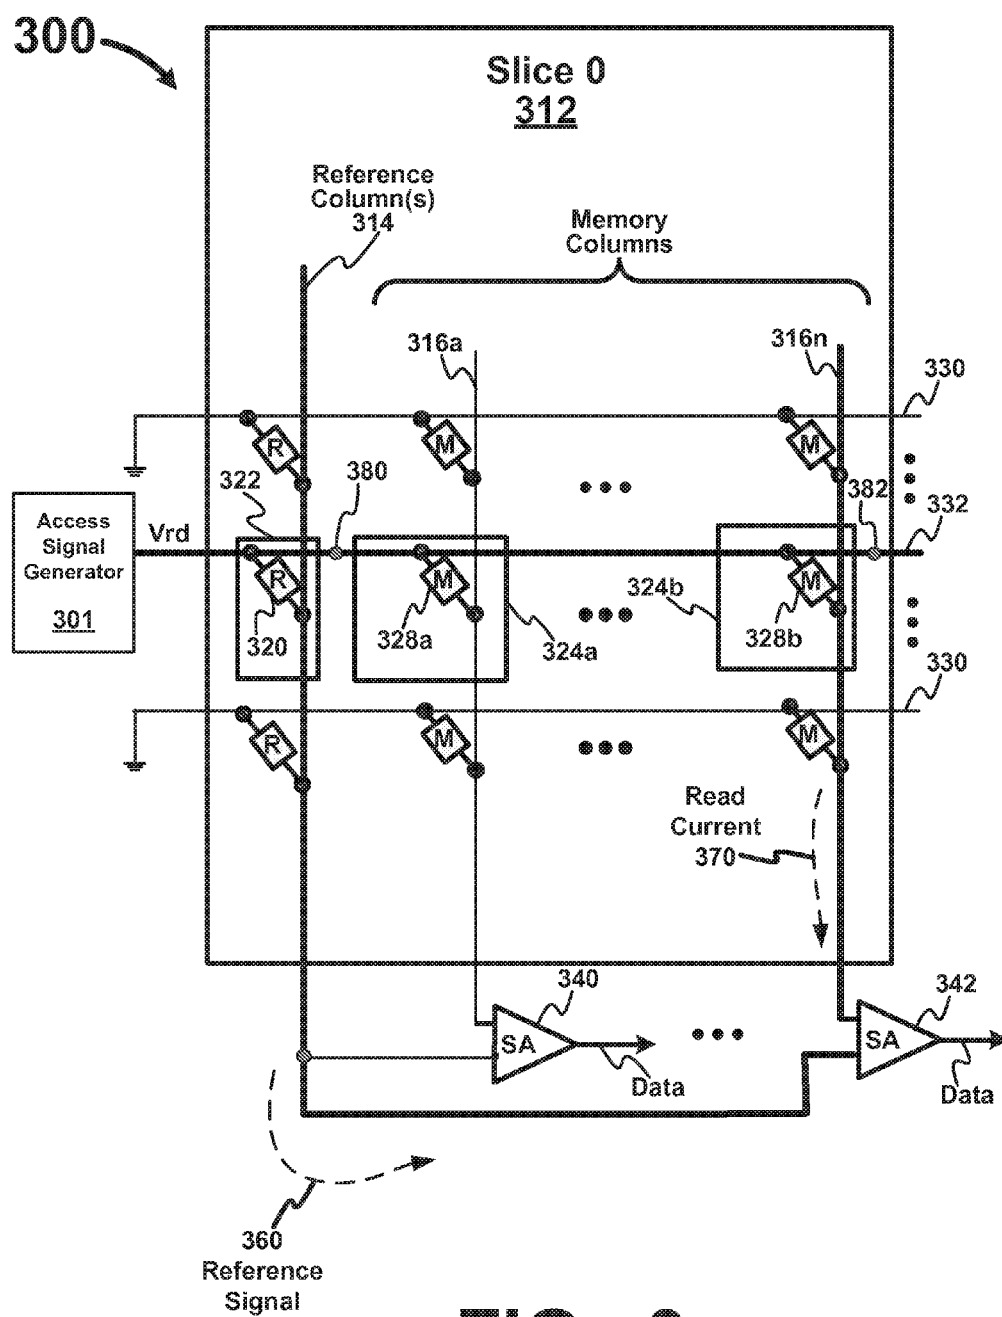 300
Slice 0
312
Reference
Column(s)
314
Memory
Columns
316a
316n
330
R
M
M
322
380
382
332
Access
Signal
Generator
301
Vrd
R
M
M
320
328a
324a
324b
328b
330
R
M
M
Read
Current
370
340
342
SA
SA
Data
Data
360
Reference
Signal